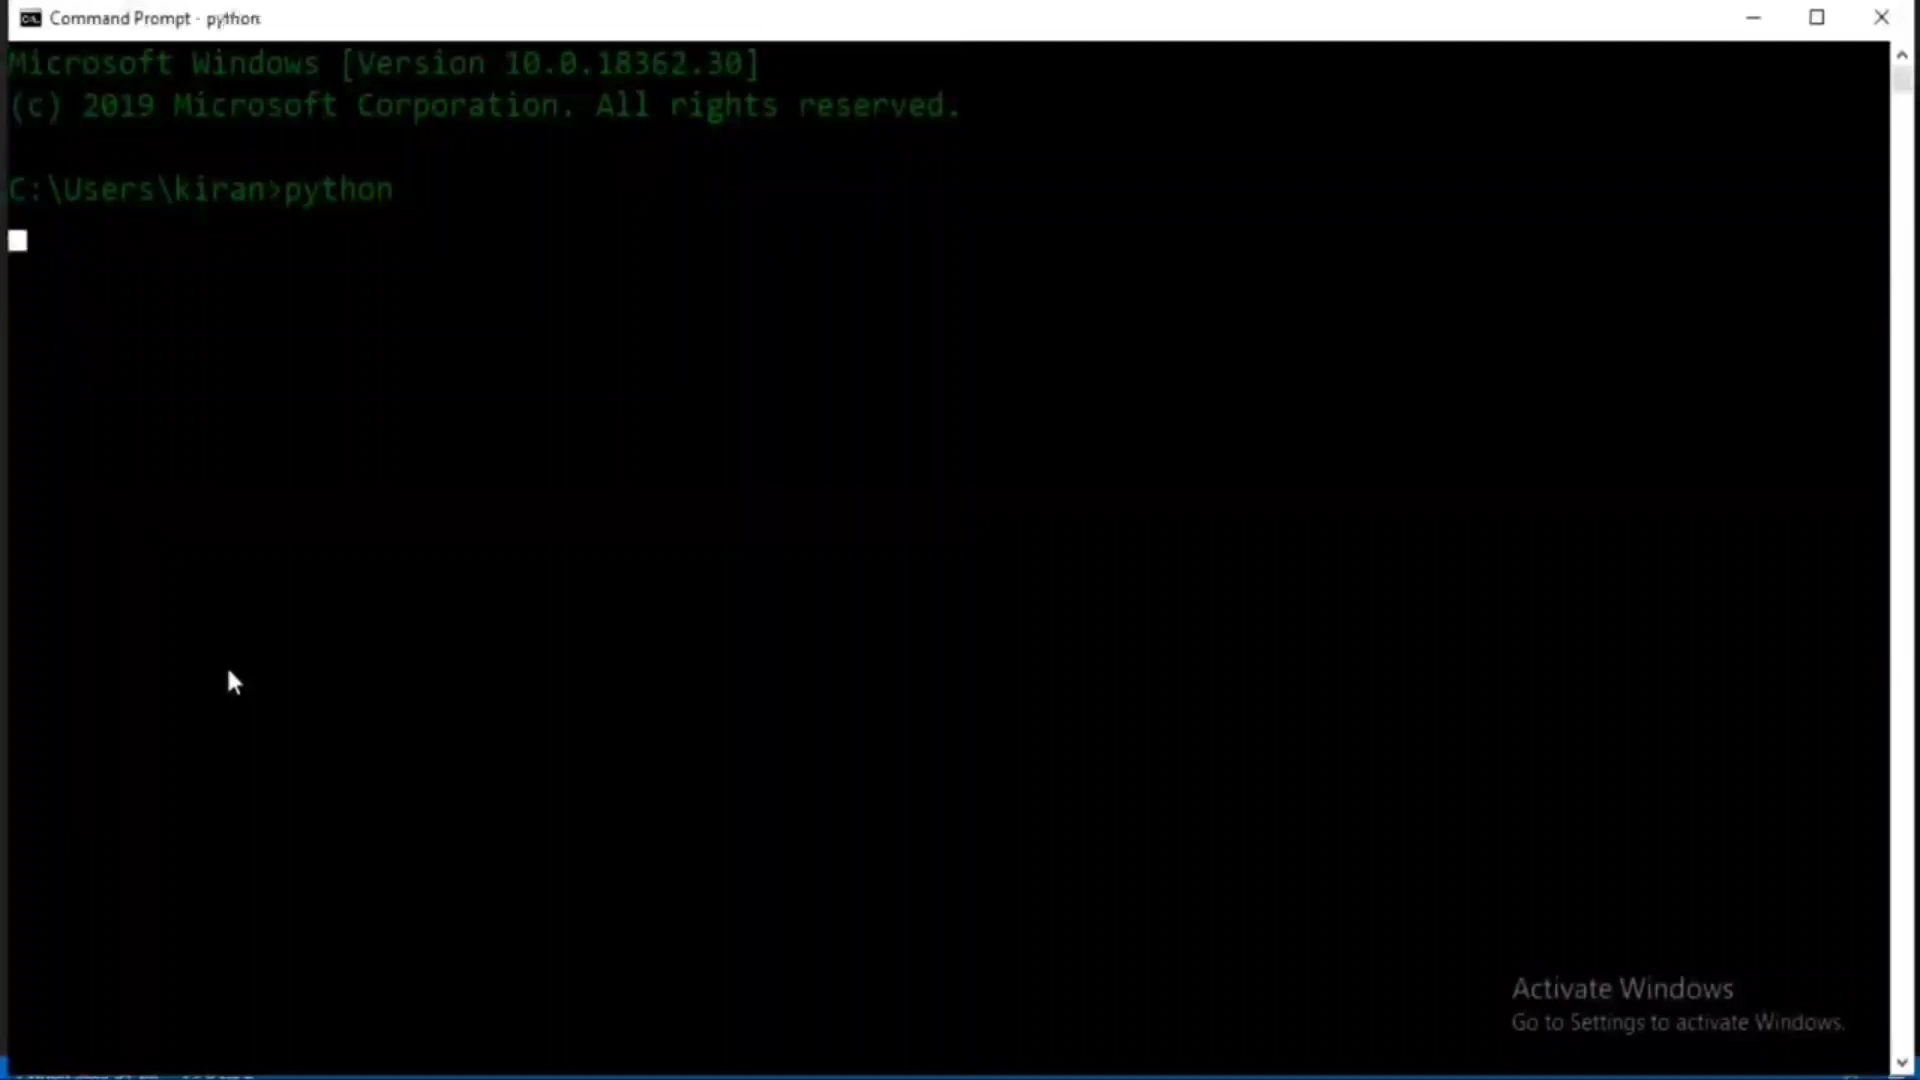 Command Prompt - python
Microsoft Windows [Version 10.0.18362.30]
(c) 2019 Microsoft Corporation. All rights reserved.
C:\Users\kiran>python
Activate Windows
Go to Settings to activate Windows.